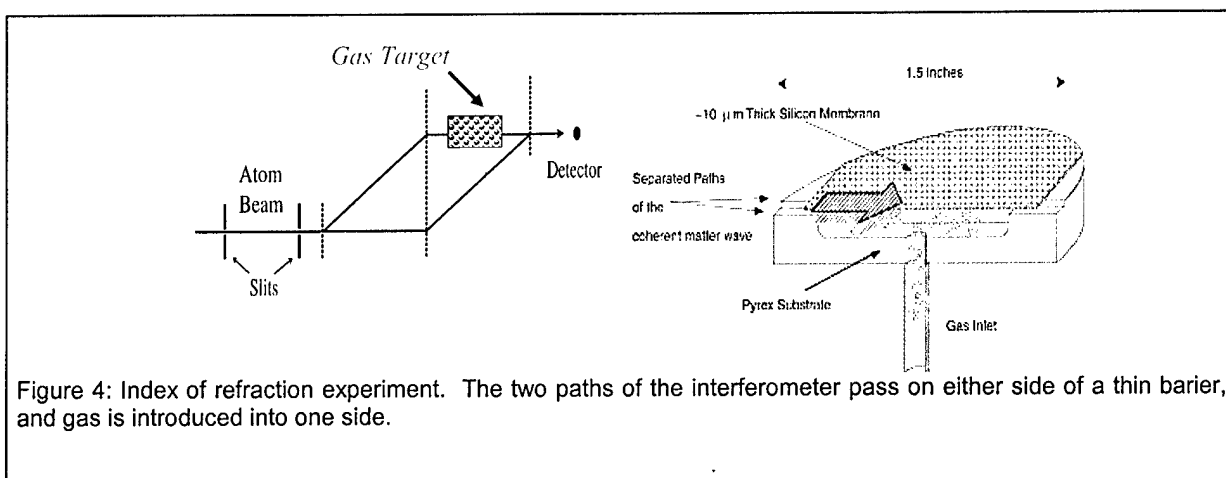 Gas Target
Atom
Beam
Slits
Detector
1.5 Inches
~10 μm Thick Silicon Membrane
Separated Paths
of the
coherent matter wave
Pyrex Substrate
Gas Inlet
Figure 4: Index of refraction experiment. The two paths of the interferometer pass on either side of a thin barier,
and gas is introduced into one side.